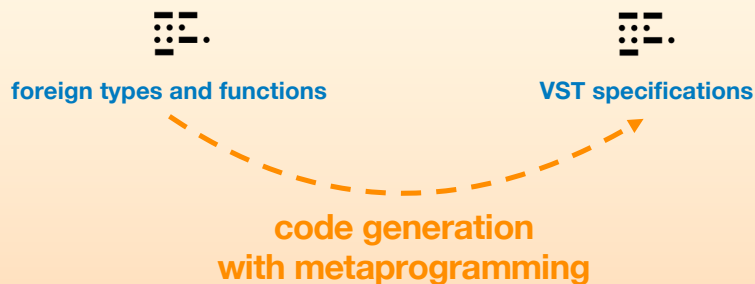 foreign types and functions
VST specifications
code generation
with metaprogramming